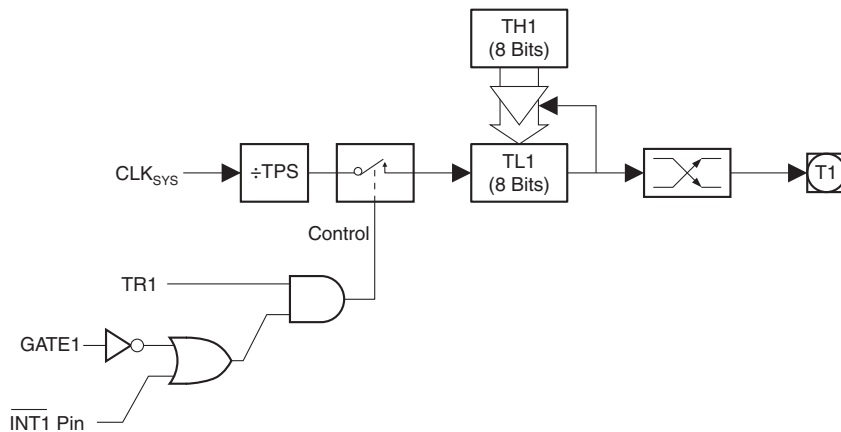 TH1
(8 Bits)
CLKSYS
÷TPS
TL1
(8 Bits)
T1
Control
TR1
GATE1
INT1 Pin